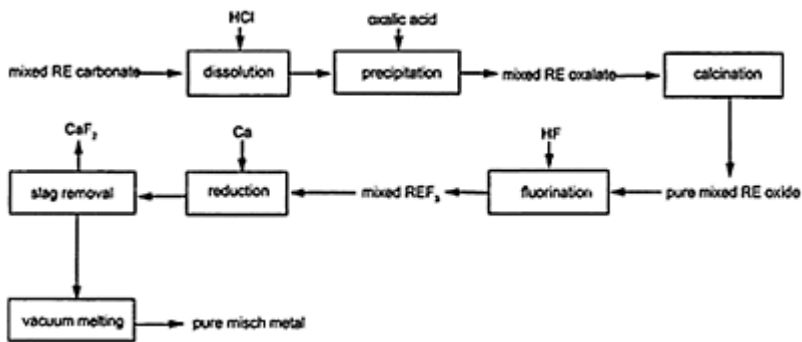 HCl
oxalic acid
mixed RE carbonate
dissolution
precipitation
mixed RE oxalate
calcination
CaF₂
Ca
HF
slag removal
reduction
mixed REF₃
fluorination
pure mixed RE oxide
vacuum melting
pure misch metal